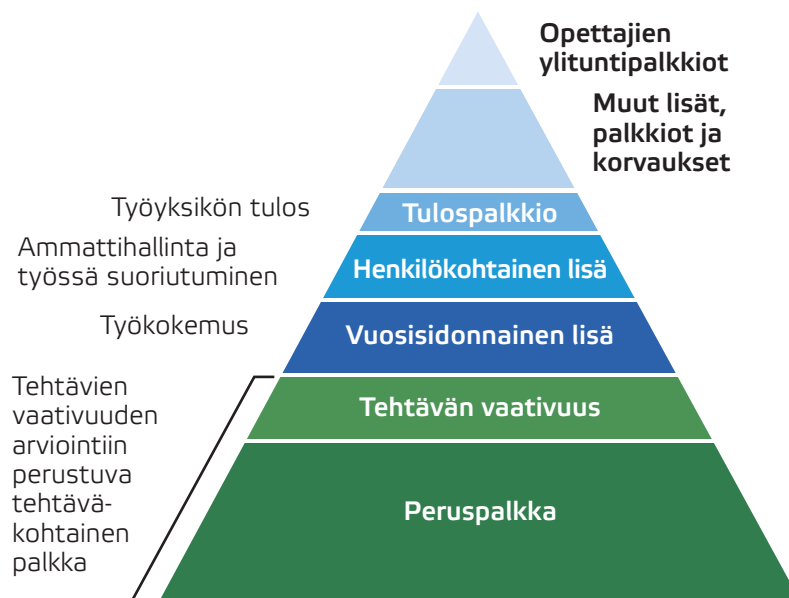 Opettajien
ylituntipalkkiot
Muut lisät,
palkkiot ja
korvaukset
Työyksikön tulos
Tulospalkkio
Ammattihallinta ja
työssä suoriutuminen
Henkilökohtainen lisä
Työkokemus
Vuosisidonnainen lisä
Tehtävien
vaativuuden
arviointiin
perustuva
tehtävä-
kohtainen
palkka
Tehtävän vaativuus
Peruspalkka